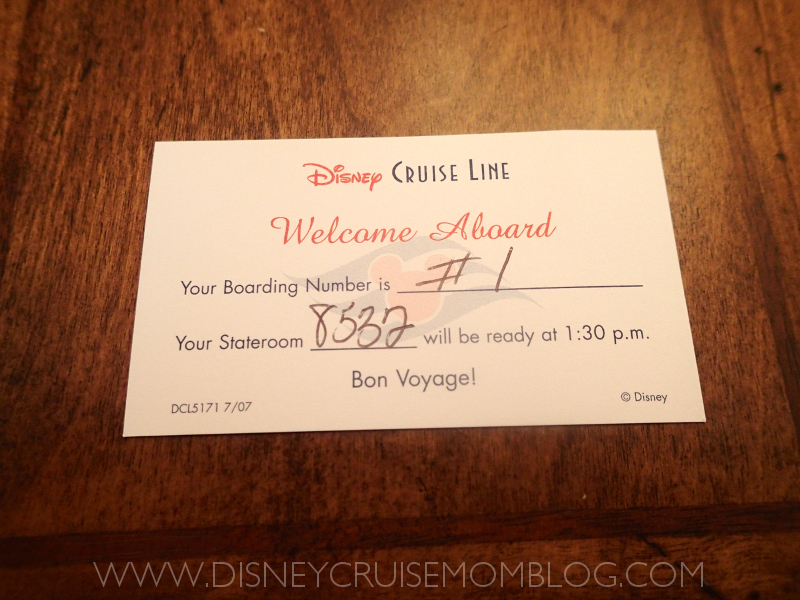 Disney Cruise Line
Welcome Aboard
Your Boarding Number is #1
Your Stateroom 8532 will be ready at 1:30 p.m.
Bon Voyage!
DCL5171 7/07 © Disney
WWW.DISNEYCRUISEMOMBLOG.COM